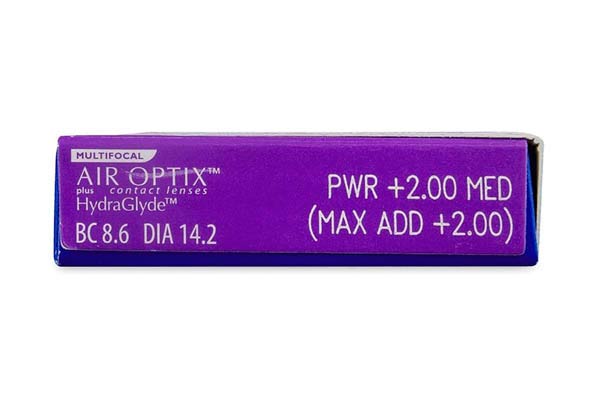 MULTIFOCAL
AIR OPTIX™
plus contact lenses
HydraGlyde™
BC 8.6 DIA 14.2
PWR +2.00 MED
(MAX ADD +2.00)